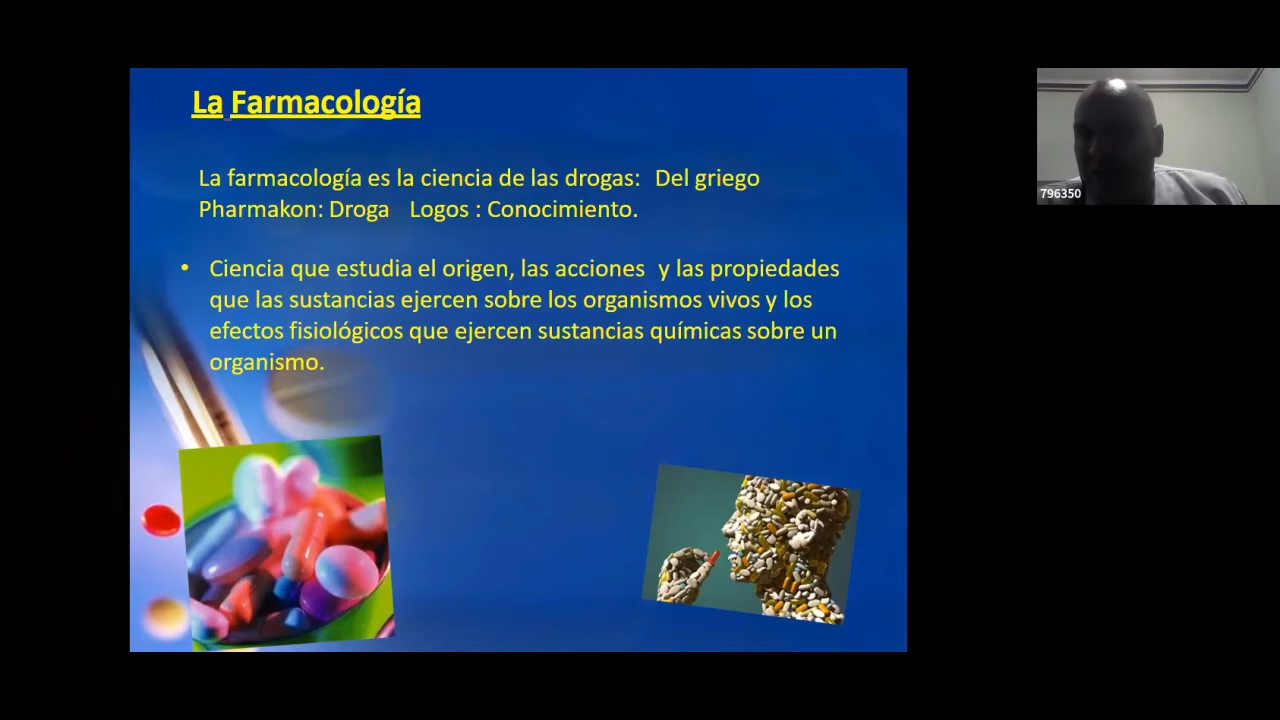 La Farmacología
La farmacología es la ciencia de las drogas: Del griego
Pharmakon: Droga Logos : Conocimiento.
• Ciencia que estudia el origen, las acciones y las propiedades
que las sustancias ejercen sobre los organismos vivos y los
efectos fisiológicos que ejercen sustancias químicas sobre un
organismo.
796350